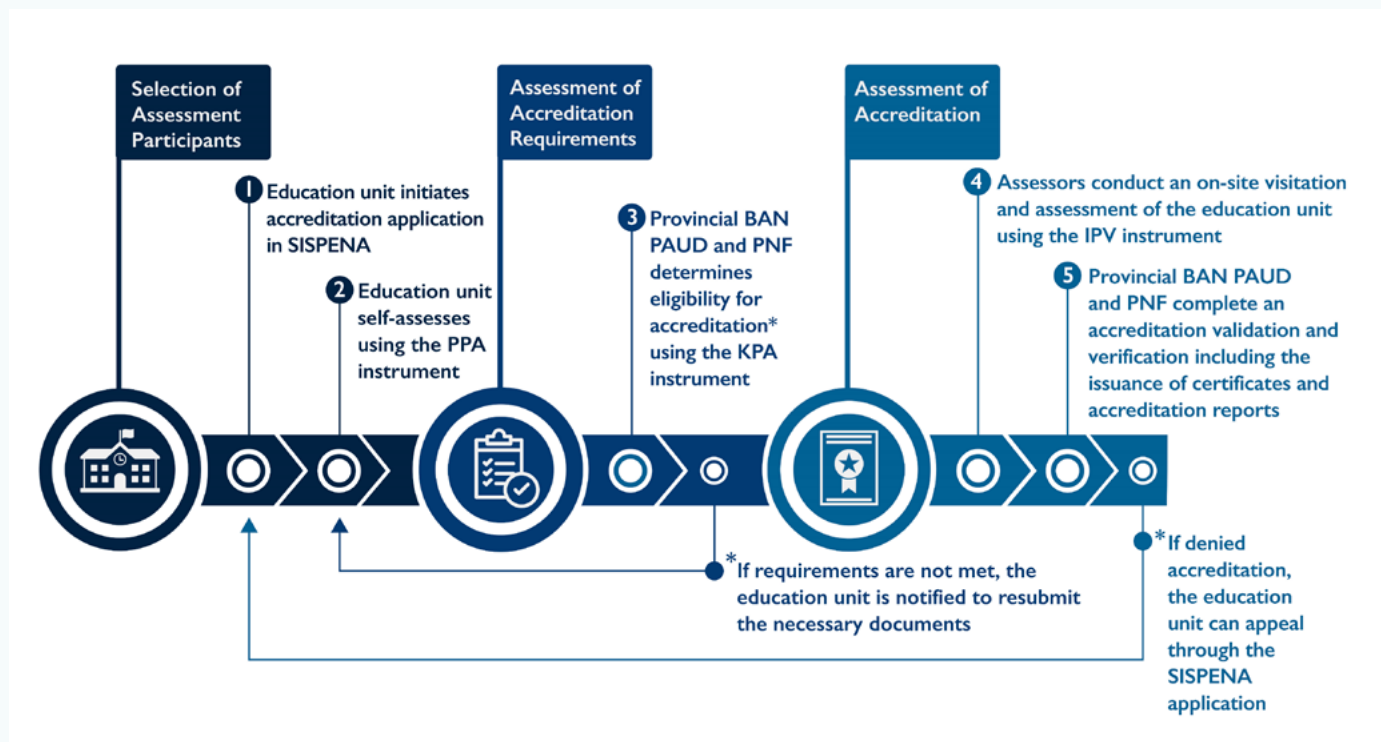 Selection of
Assessment
Participants
1 Education unit initiates
accreditation application
in SISPENA
2 Education unit
self-assesses
using the PPA
instrument
Assessment of
Accreditation
Requirements
3 Provincial BAN
PAUD and PNF
determines
eligibility for
accreditation*
using the KPA
instrument
*If requirements are not met, the
education unit is notified to resubmit
the necessary documents
Assessment of
Accreditation
4 Assessors conduct an on-site visitation
and assessment of the education unit
using the IPV instrument
5 Provincial BAN PAUD
and PNF complete an
accreditation validation and
verification including the
issuance of certificates and
accreditation reports
*If denied
accreditation,
the education
unit can appeal
through the
SISPENA
application